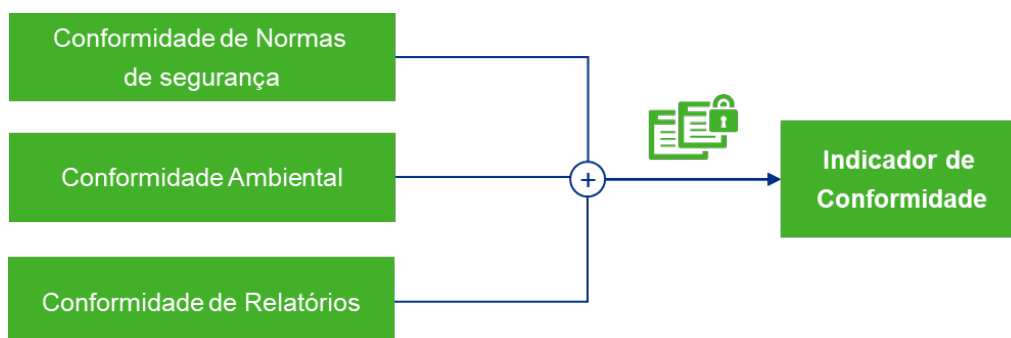 Conformidade de Normas
de segurança
Conformidade Ambiental
Conformidade de Relatórios
+
Indicador de
Conformidade